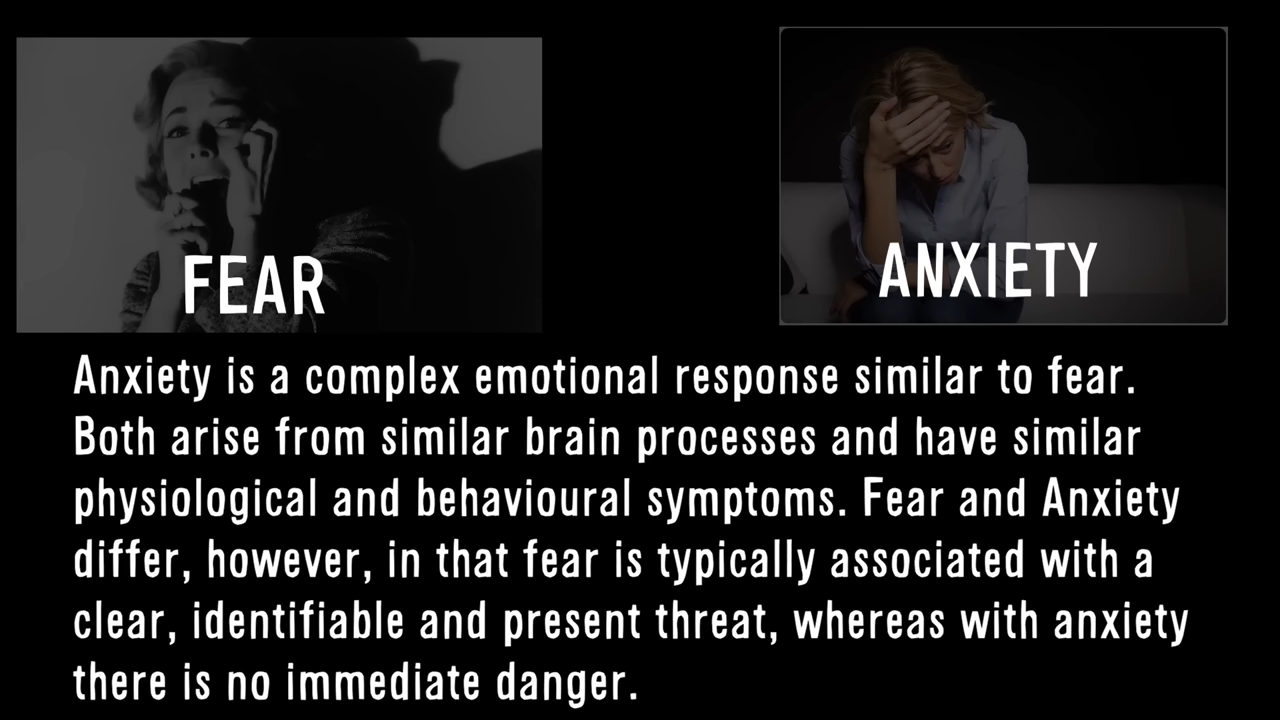 FEAR
ANXIETY
Anxiety is a complex emotional response similar to fear.
Both arise from similar brain processes and have similar
physiological and behavioural symptoms. Fear and Anxiety
differ, however, in that fear is typically associated with a
clear, identifiable and present threat, whereas with anxiety
there is no immediate danger.